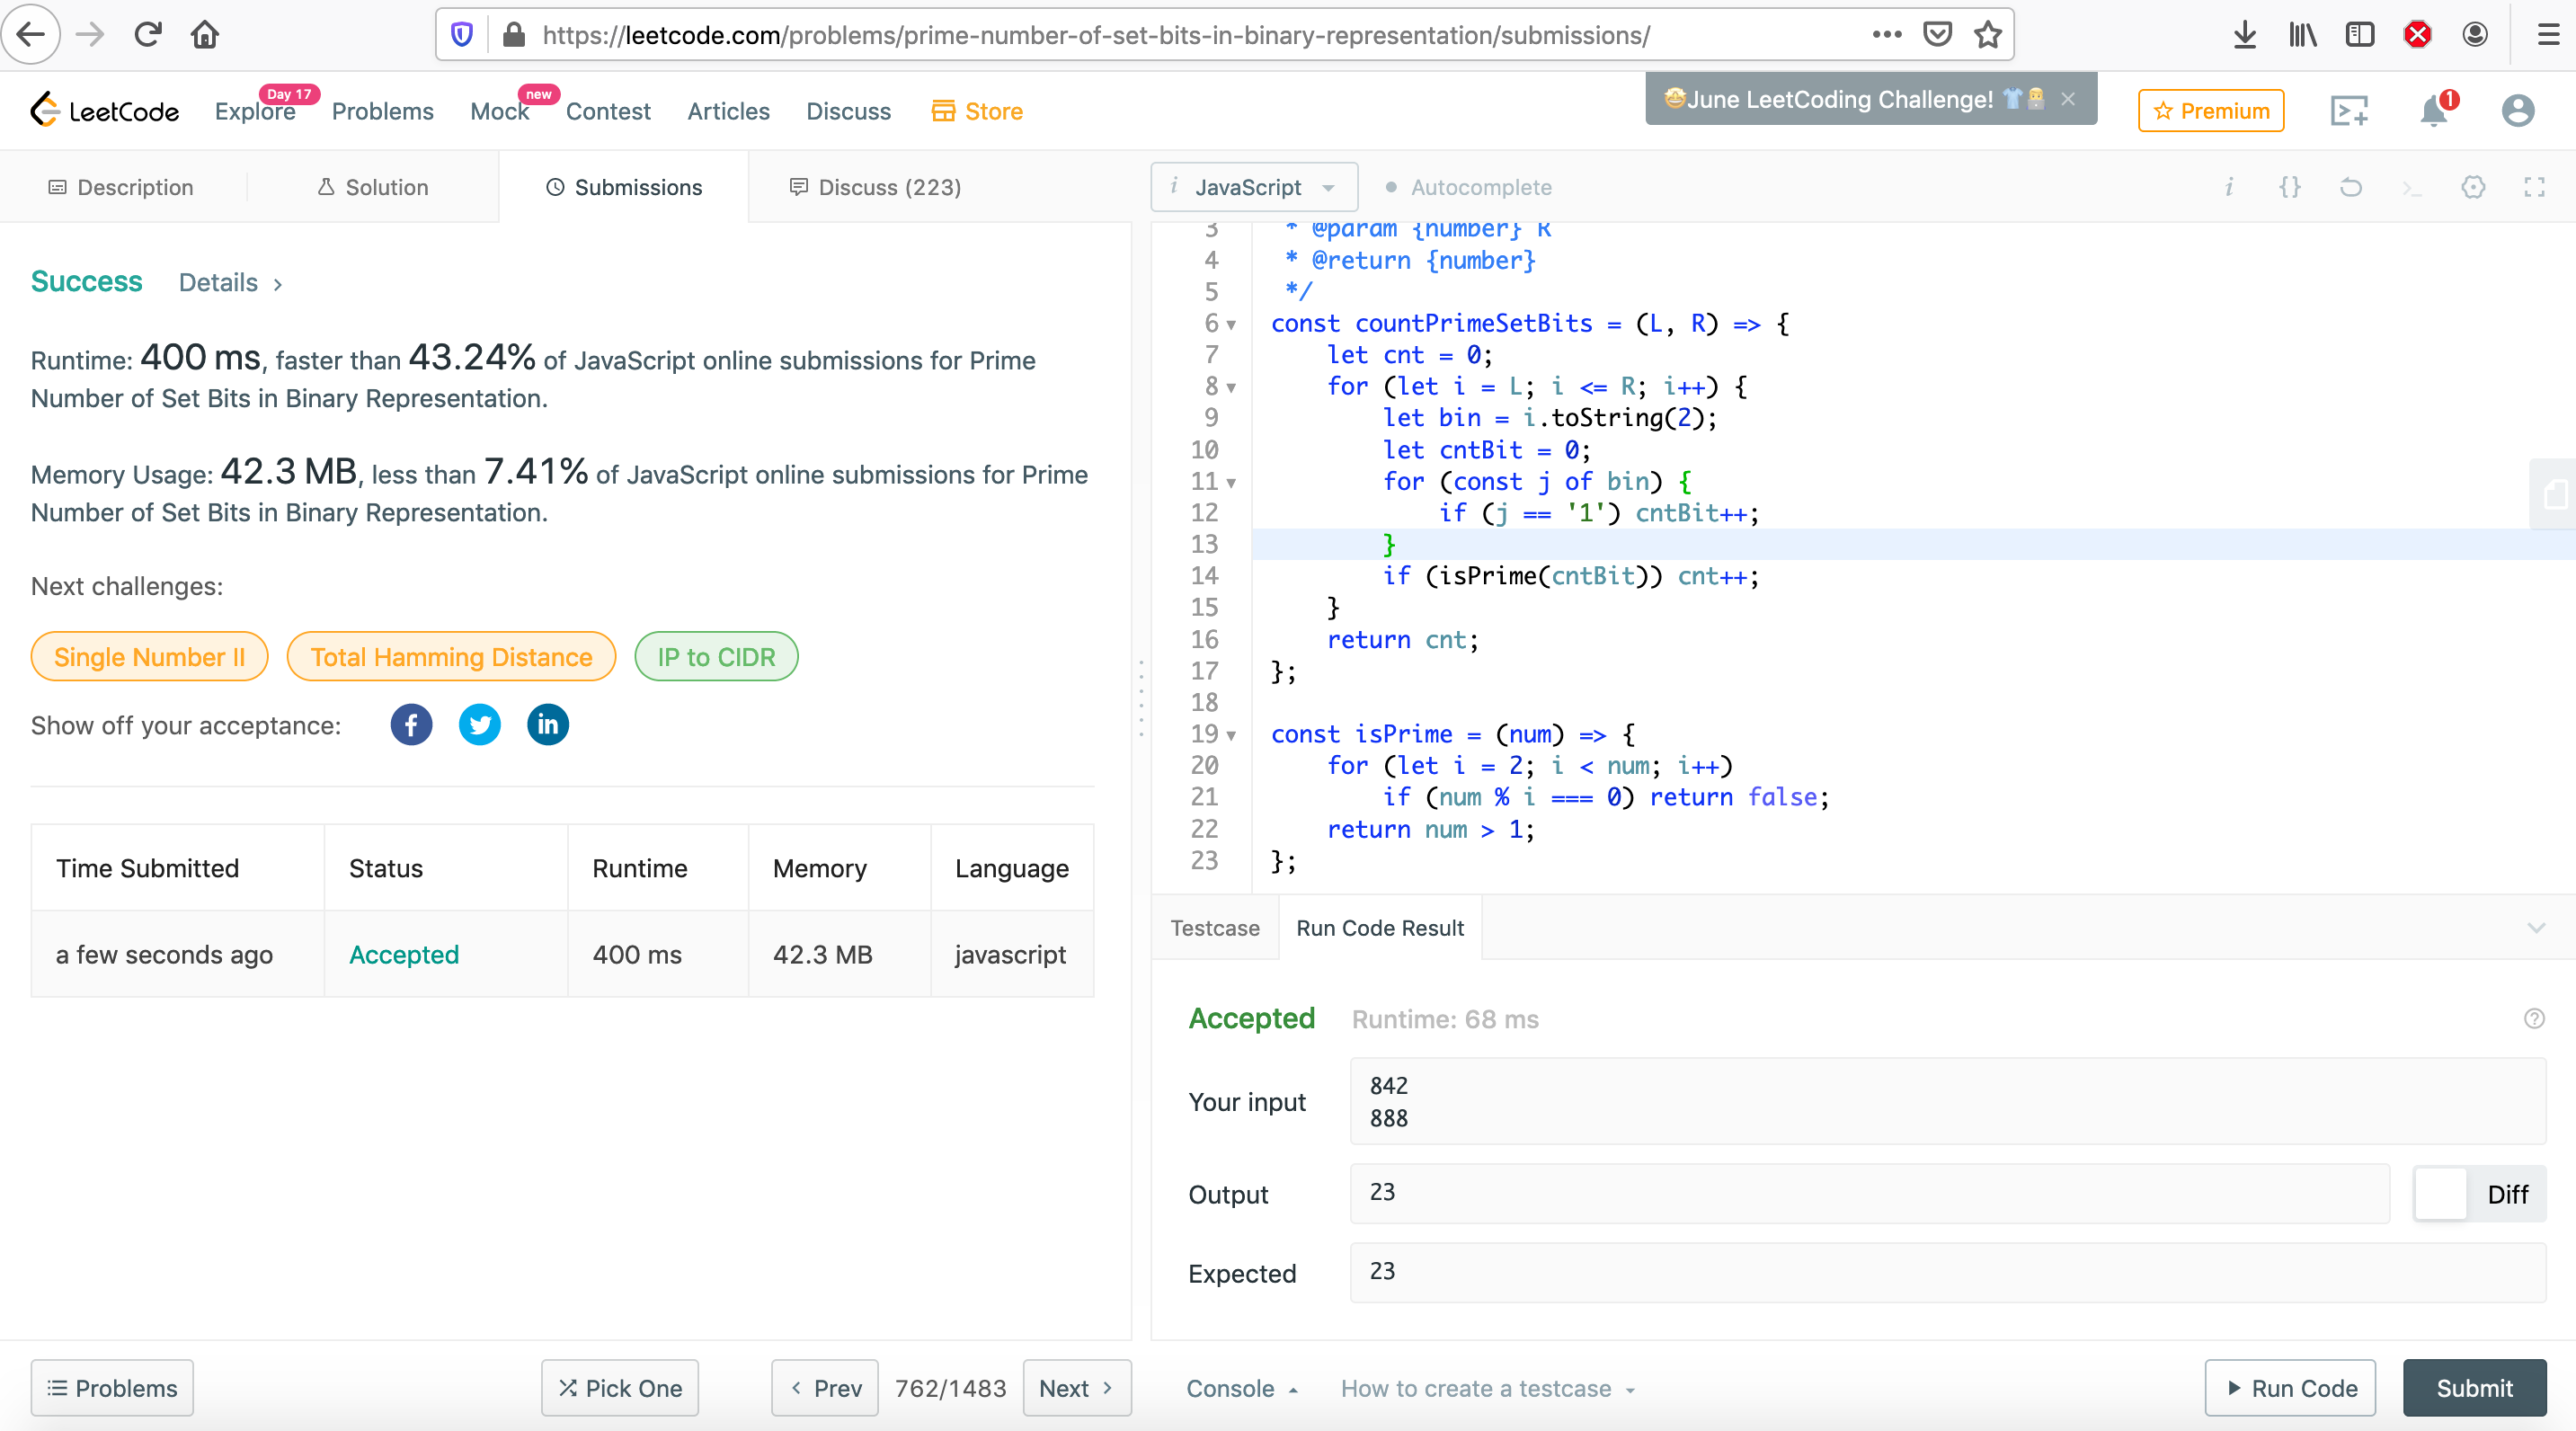 https://leetcode.com/problems/prime-number-of-set-bits-in-binary-representation/submissions/
LeetCode
Explore
Day 17
Problems
Mock
new
Contest
Articles
Discuss
Store
🤩June LeetCoding Challenge! 👕👩‍💻
Premium
1
Description
Solution
Submissions
Discuss (223)
i JavaScript
Autocomplete
Success Details >
Runtime: 400 ms, faster than 43.24% of JavaScript online submissions for Prime
Number of Set Bits in Binary Representation.
Memory Usage: 42.3 MB, less than 7.41% of JavaScript online submissions for Prime
Number of Set Bits in Binary Representation.
Next challenges:
Single Number II
Total Hamming Distance
IP to CIDR
Show off your acceptance:
Time Submitted Status Runtime Memory Language
a few seconds ago Accepted 400 ms 42.3 MB javascript
3 * @param {number} R
4 * @return {number}
5 */
6 const countPrimeSetBits = (L, R) => {
7 let cnt = 0;
8 for (let i = L; i <= R; i++) {
9 let bin = i.toString(2);
10 let cntBit = 0;
11 for (const j of bin) {
12 if (j == '1') cntBit++;
13 }
14 if (isPrime(cntBit)) cnt++;
15 }
16 return cnt;
17 };
18
19 const isPrime = (num) => {
20 for (let i = 2; i < num; i++)
21 if (num % i === 0) return false;
22 return num > 1;
23 };
Testcase
Run Code Result
Accepted Runtime: 68 ms
Your input
842
888
Output
23
Diff
Expected
23
Problems
Pick One
< Prev
762/1483
Next >
Console
How to create a testcase
Run Code
Submit